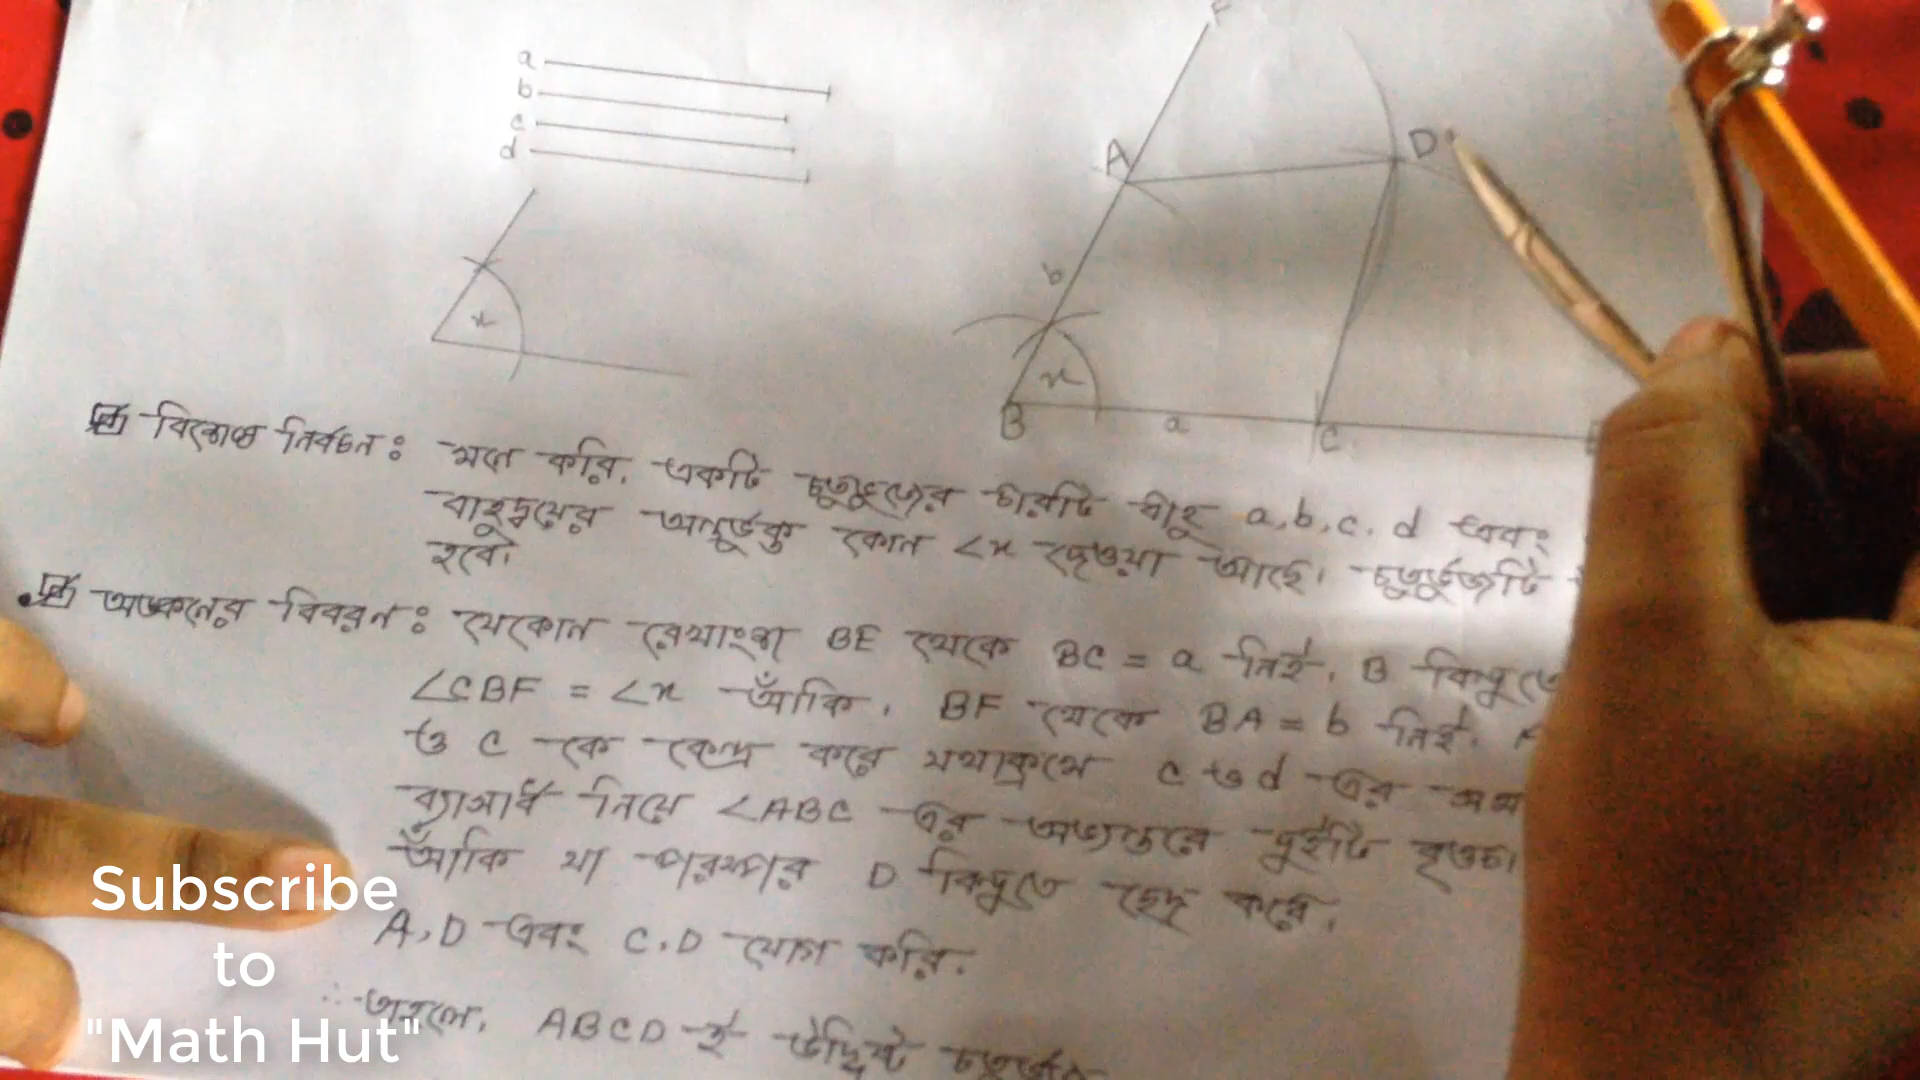 a
b
c
d
x
F
A
D
b
x
B
a
C
বিশেষ নির্বচন: মনে করি, একটি চতুর্ভুজের চারটি বাহু a, b, c, d এবং
বাহুদ্বয়ের অন্তর্ভুক্ত কোন ∠x দেওয়া আছে। চতুর্ভুজটি
হবে।
অঙ্কনের বিবরন: যেকোন রেখাংশ BE থেকে BC = a নিই, B বিন্দুতে
∠CBF = ∠x আঁকি, BF থেকে BA = b নিই,
ও C কে কেন্দ্র করে যথাক্রমে c ও d এর সম
ব্যাসার্ধ নিয়ে ∠ABC এর অভ্যন্তরে দুইটি বৃত্তচা
আঁকি যা পরস্পর D বিন্দুতে ছেদ করে,
A, D এবং C, D যোগ করি,
∴ তাহলে, ABCD ই উদ্দিষ্ট চতুর্ভুজ
Subscribe
to
"Math Hut"